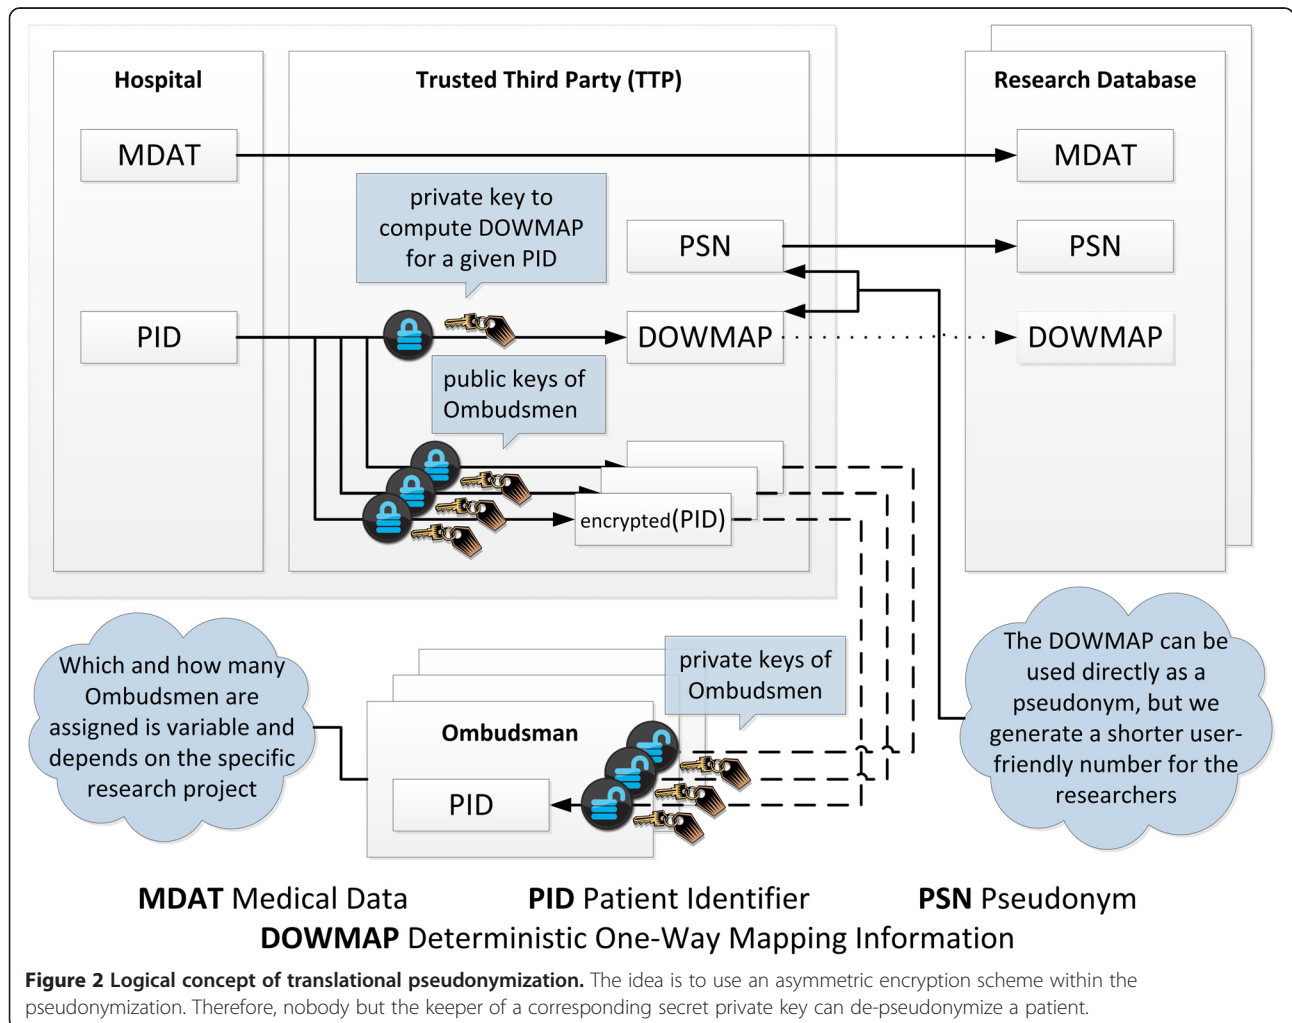 Hospital
Trusted Third Party (TTP)
Research Database
MDAT
MDAT
private key to
compute DOWMAP
for a given PID
PSN
PSN
PID
DOWMAP
DOWMAP
public keys of
Ombudsmen
encrypted(PID)
Which and how many
Ombudsmen are
assigned is variable and
depends on the specific
research project
private keys of
Ombudsmen
Ombudsman
PID
The DOWMAP can be
used directly as a
pseudonym, but we
generate a shorter user-
friendly number for the
researchers
MDAT Medical Data
PID Patient Identifier
PSN Pseudonym
DOWMAP Deterministic One-Way Mapping Information
Figure 2 Logical concept of translational pseudonymization. The idea is to use an asymmetric encryption scheme within the
pseudonymization. Therefore, nobody but the keeper of a corresponding secret private key can de-pseudonymize a patient.